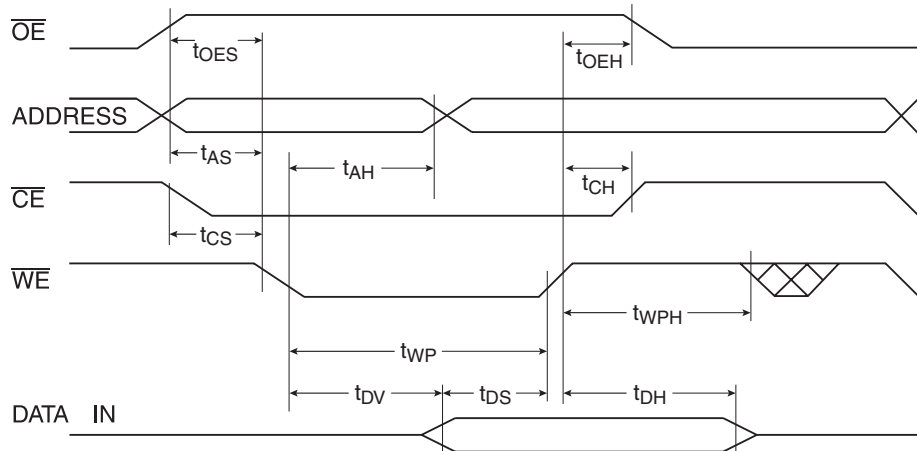 OE
tOES
tOEH
ADDRESS
tAS
tAH
tCH
CE
tCS
WE
tWPH
tWP
tDV
tDS
tDH
DATA IN